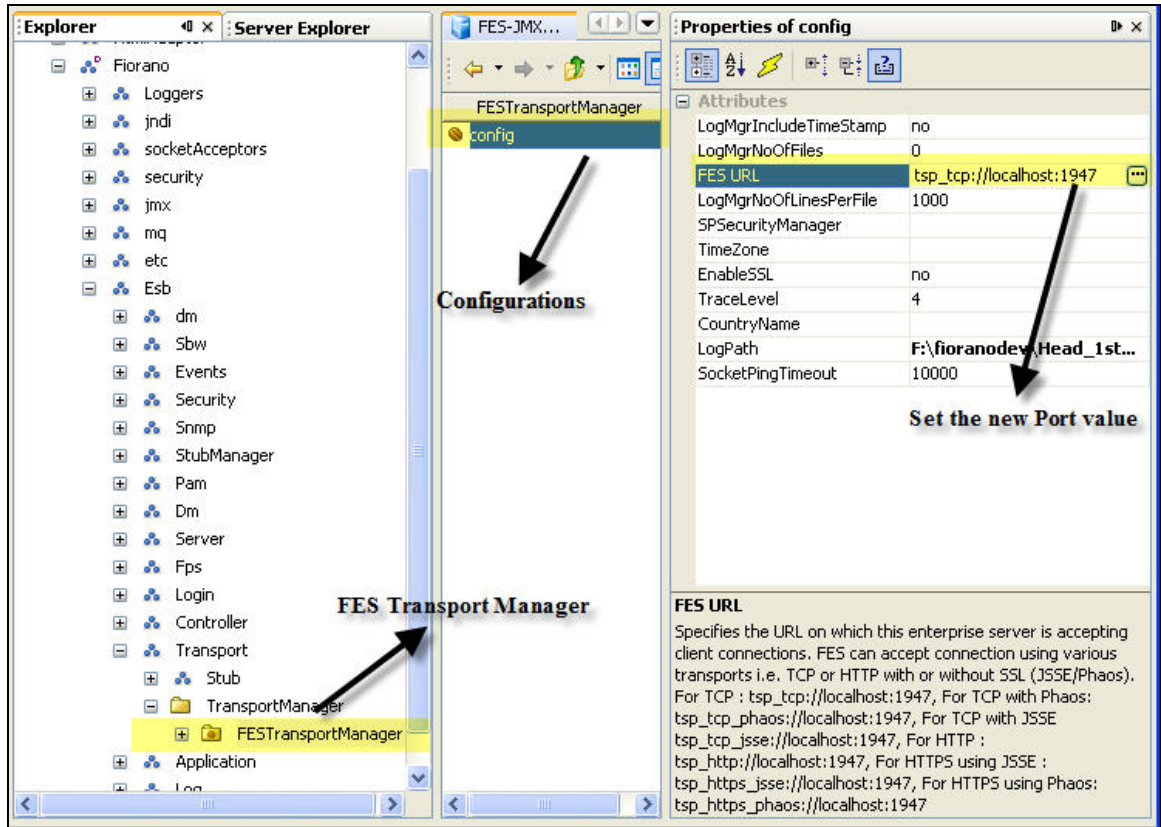 Explorer
Server Explorer
Fiorano
Loggers
jndi
socketAcceptors
security
jmx
mq
etc
Esb
dm
Sbw
Events
Security
Snmp
StubManager
Pam
Dm
Server
Fps
Login
Controller
Transport
Stub
TransportManager
FESTransportManager
Application
FES Transport Manager
FES-JMX...
FESTransportManager
config
Configurations
Properties of config
Attributes
LogMgrIncludeTimeStamp no
LogMgrNoOfFiles 0
FES URL tsp_tcp://localhost:1947
LogMgrNoOfLinesPerFile 1000
SPSecurityManager
TimeZone
EnableSSL no
TraceLevel 4
CountryName
LogPath F:\fioranodev\Head_1st...
SocketPingTimeout 10000
Set the new Port value
FES URL
Specifies the URL on which this enterprise server is accepting
client connections. FES can accept connection using various
transports i.e. TCP or HTTP with or without SSL (JSSE/Phaos).
For TCP : tsp_tcp://localhost:1947, For TCP with Phaos:
tsp_tcp_phaos://localhost:1947, For TCP with JSSE
tsp_tcp_jsse://localhost:1947, For HTTP :
tsp_http://localhost:1947, For HTTPS using JSSE :
tsp_https_jsse://localhost:1947, For HTTPS using Phaos:
tsp_https_phaos://localhost:1947